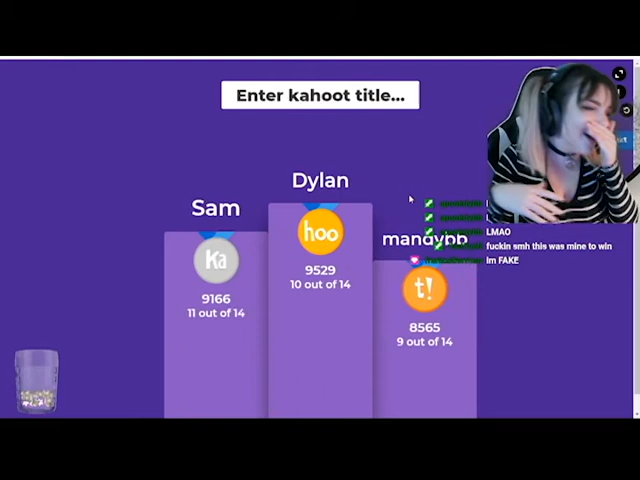 Enter kahoot title...
Dylan
Sam
hoo
mandybb
LMAO
fuckin smh this was mine to win
im FAKE
Ka
9529
10 out of 14
t!
9166
11 out of 14
8565
9 out of 14